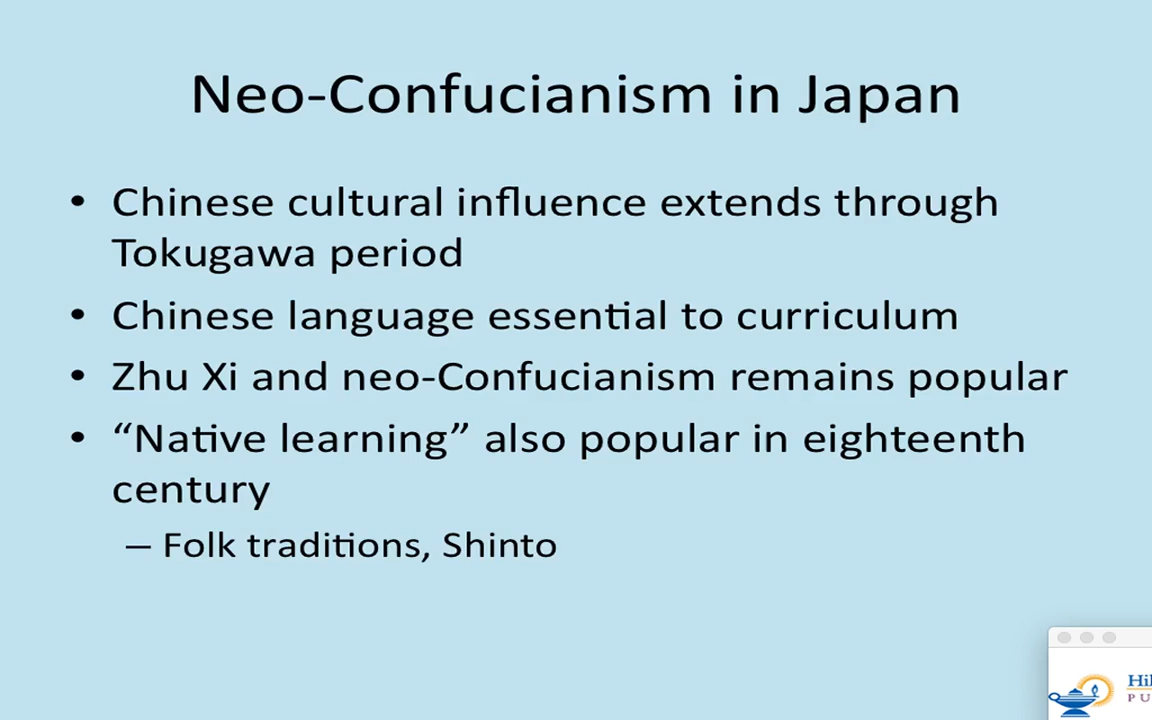 Neo-Confucianism in Japan
• Chinese cultural influence extends through
Tokugawa period
• Chinese language essential to curriculum
• Zhu Xi and neo-Confucianism remains popular
• “Native learning” also popular in eighteenth
century
– Folk traditions, Shinto